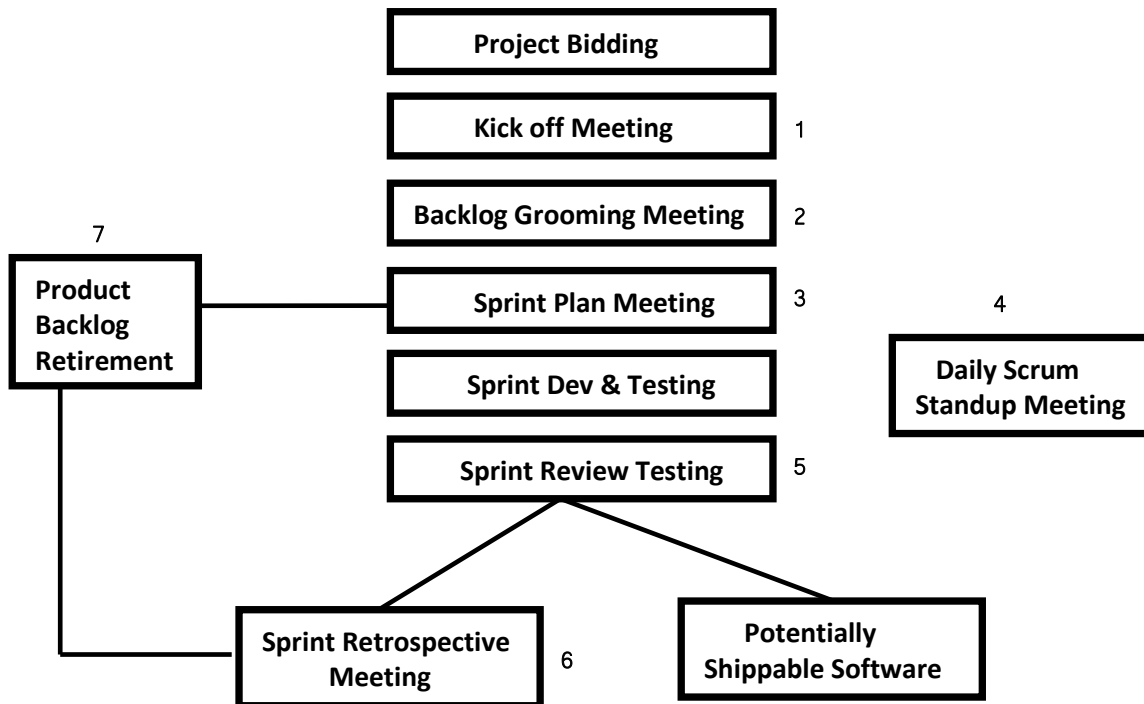 Project Bidding
Kick off Meeting
1
Backlog Grooming Meeting
2
7
Product
Backlog
Retirement
Sprint Plan Meeting
3
4
Daily Scrum
Standup Meeting
Sprint Dev & Testing
Sprint Review Testing
5
Sprint Retrospective
Meeting
6
Potentially
Shippable Software